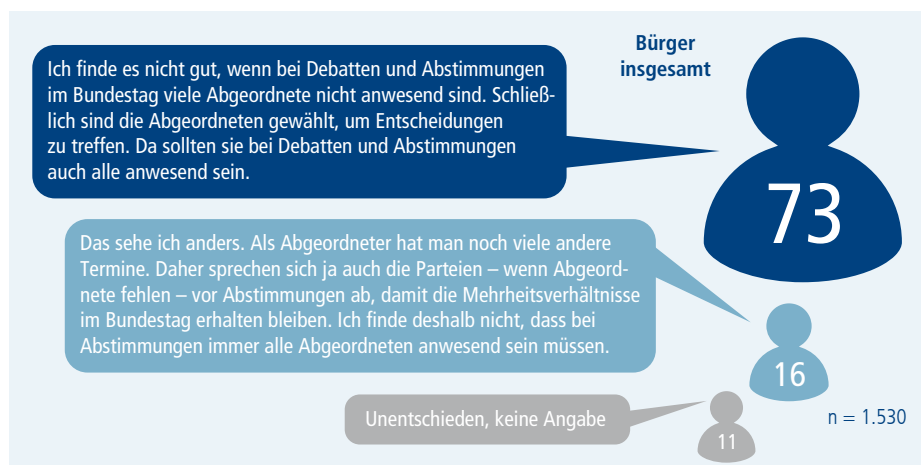 Bürger
insgesamt
Ich finde es nicht gut, wenn bei Debatten und Abstimmungen
im Bundestag viele Abgeordnete nicht anwesend sind. Schließ-
lich sind die Abgeordneten gewählt, um Entscheidungen
zu treffen. Da sollten sie bei Debatten und Abstimmungen
auch alle anwesend sein.
73
Das sehe ich anders. Als Abgeordneter hat man noch viele andere
Termine. Daher sprechen sich ja auch die Parteien – wenn Abgeord-
nete fehlen – vor Abstimmungen ab, damit die Mehrheitsverhältnisse
im Bundestag erhalten bleiben. Ich finde deshalb nicht, dass bei
Abstimmungen immer alle Abgeordneten anwesend sein müssen.
16
Unentschieden, keine Angabe
11
n = 1.530